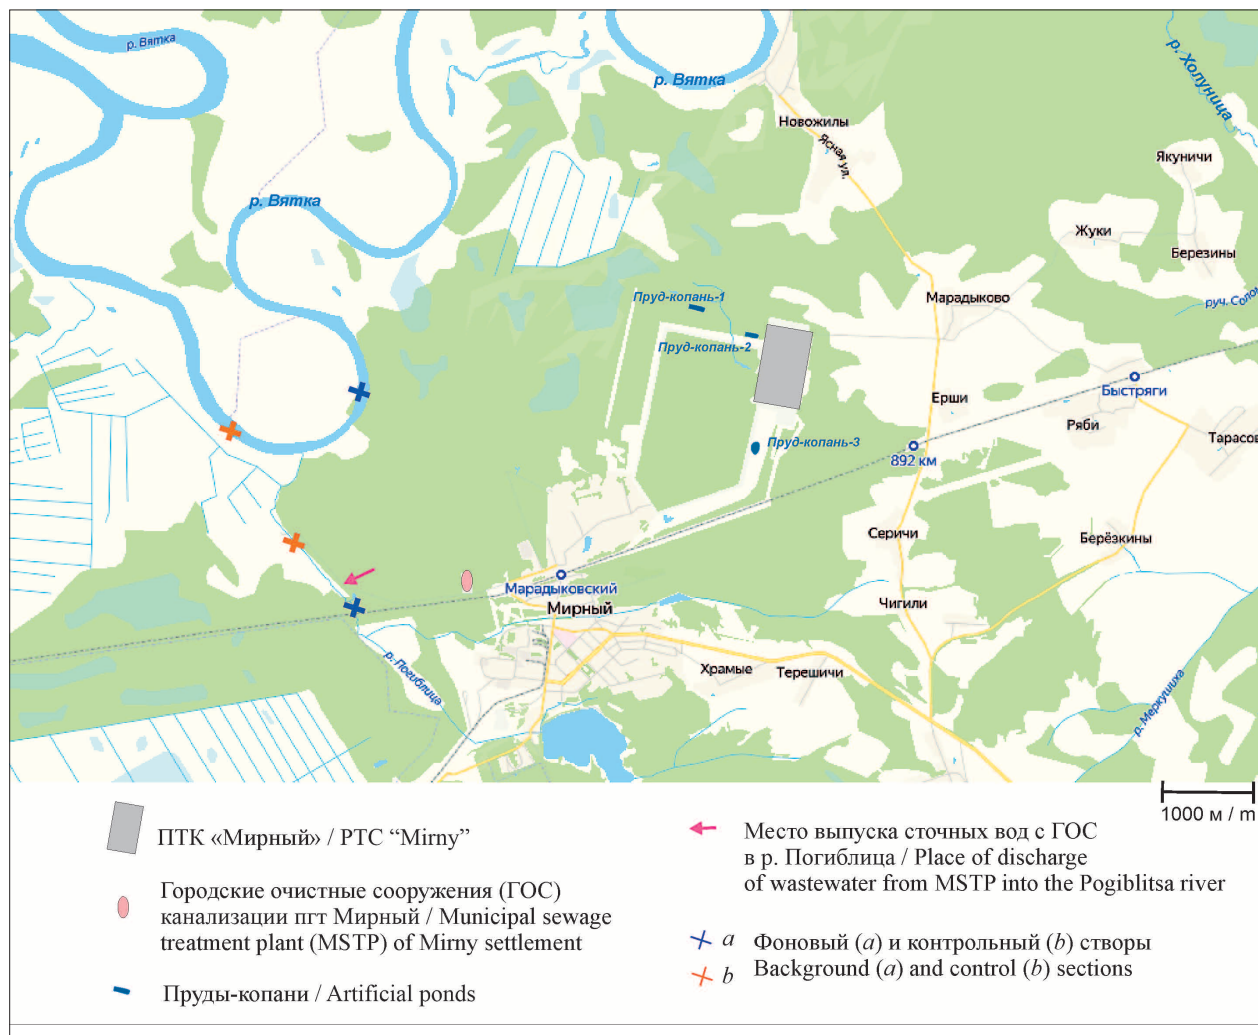 р. Вятка
р. Вятка
р. Холуница
Новожилы
Ясная ул.
Якуничи
р. Вятка
Жуки
Березины
Пруд-копань-1
Марадыково
Пруд-копань-2
Быстряги
Ерши
Ряби
Пруд-копань-3
892 км
Серичи
Берёзкины
Марадыковский
Мирный
Чигили
р. Погиблица
Храмые
Терешичи
р. Меркушиха
1000 м / m
ПТК «Мирный» / PTC “Mirny”
Городские очистные сооружения (ГОС)
канализации пгт Мирный / Municipal sewage
treatment plant (MSTP) of Mirny settlement
Пруды-копани / Artificial ponds
Место выпуска сточных вод с ГОС
в р. Погиблица / Place of discharge
of wastewater from MSTP into the Pogiblitsa river
a Фоновый (a) и контрольный (b) створы
b Background (a) and control (b) sections